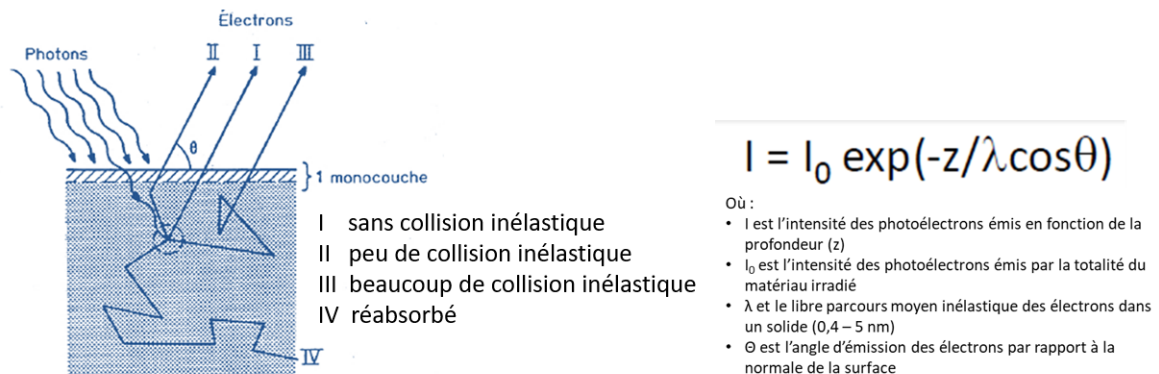 Électrons
Photons
II I III
θ
1 monocouche
IV
I sans collision inélastique
II peu de collision inélastique
III beaucoup de collision inélastique
IV réabsorbé
I = I₀ exp(-z/λcosθ)
Où :
• I est l’intensité des photoélectrons émis en fonction de la
profondeur (z)
• I₀ est l’intensité des photoélectrons émis par la totalité du
matériau irradié
• λ et le libre parcours moyen inélastique des électrons dans
un solide (0,4 – 5 nm)
• Θ est l’angle d’émission des électrons par rapport à la
normale de la surface